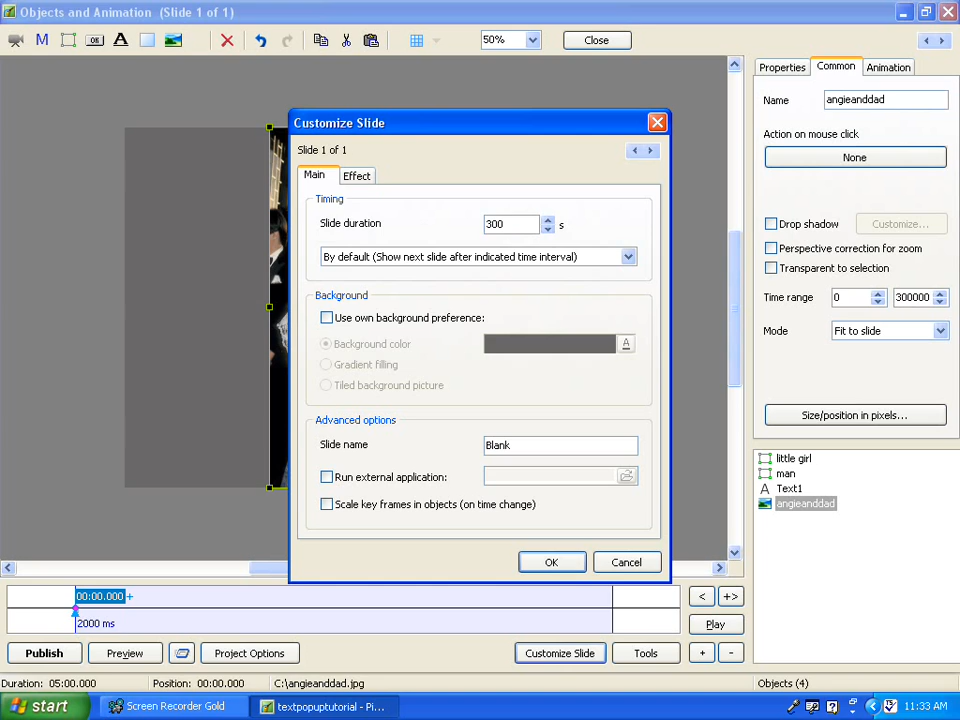 Objects and Animation (Slide 1 of 1)
M OK A 50% Close
Properties Common Animation
Name angieanddad
Action on mouse click
None
Drop shadow Customize...
Perspective correction for zoom
Transparent to selection
Time range 0 300000
Mode Fit to slide
Size/position in pixels...
little girl
man
A Text1
angieanddad
Customize Slide
Slide 1 of 1
Main Effect
Timing
Slide duration 300 s
By default (Show next slide after indicated time interval)
Background
Use own background preference:
Background color A
Gradient filling
Tiled background picture
Advanced options
Slide name Blank
Run external application:
Scale key frames in objects (on time change)
OK Cancel
00:00.000 +
< +>
2000 ms
Play
Publish Preview Project Options Customize Slide Tools + -
Duration: 05:00.000 Position: 00:00.000 C:\angieanddad.jpg Objects (4)
start Screen Recorder Gold textpopuptutorial - Pi... 11:33 AM